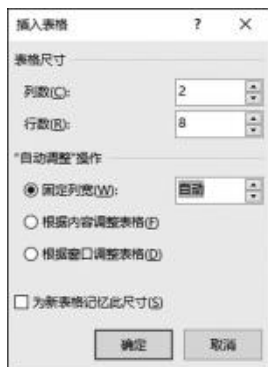 插入表格 ? ×
表格尺寸
列数(C): 2
行数(R): 8
"自动调整"操作
固定列宽(W): 自动
根据内容调整表格(F)
根据窗口调整表格(D)
为新表格记忆此尺寸(S)
确定 取消